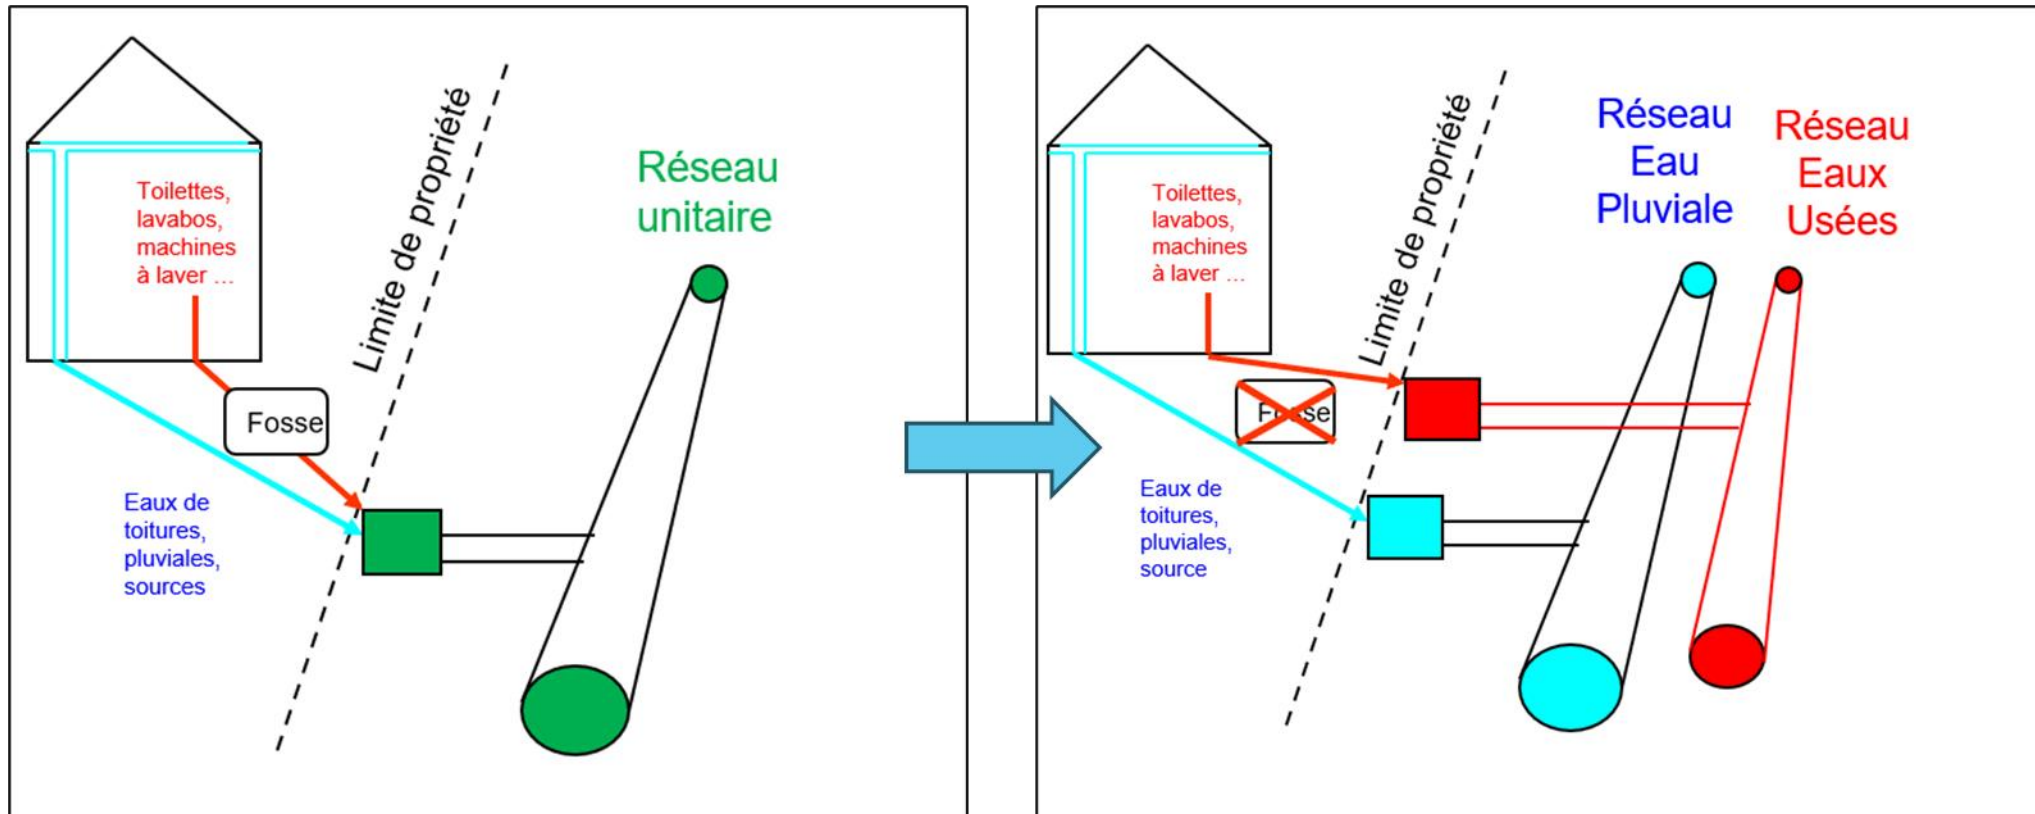 Toilettes,
lavabos,
machines
à laver ...
Fosse
Eaux de
toitures,
pluviales,
sources
Limite de propriété
Réseau
unitaire
Toilettes,
lavabos,
machines
à laver ...
Fosse
Eaux de
toitures,
pluviales,
source
Limite de propriété
Réseau
Eau
Pluviale
Réseau
Eaux
Usées